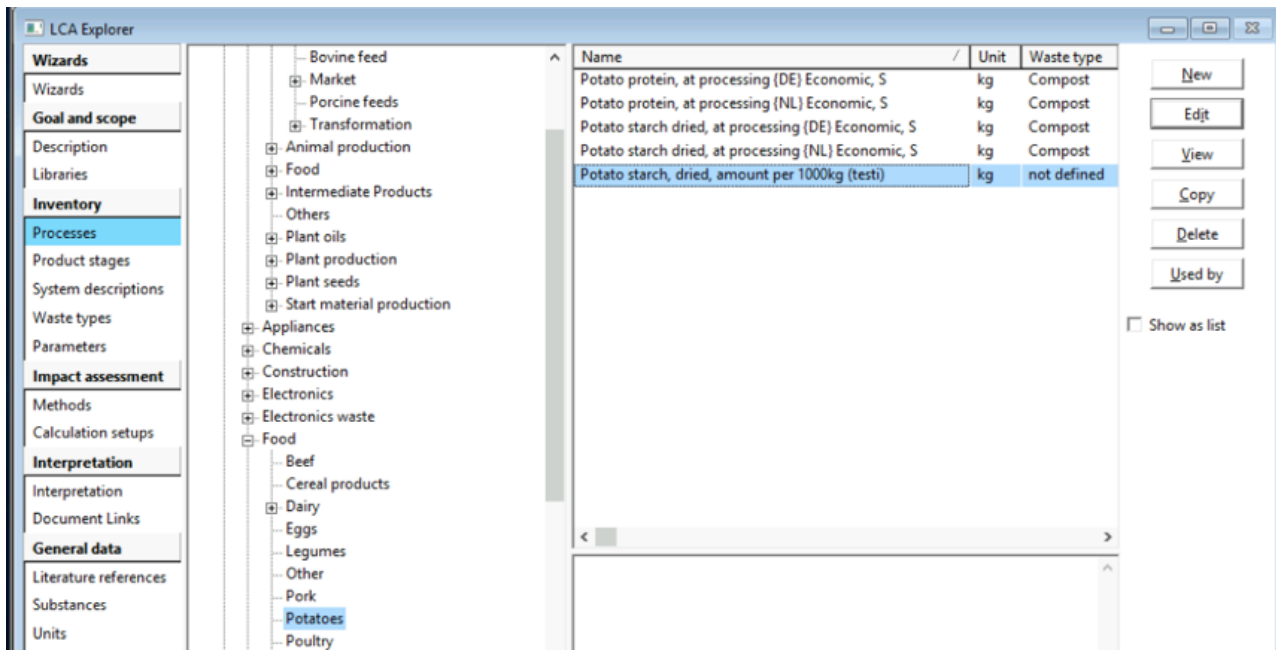 LCA Explorer
Wizards
Wizards
Goal and scope
Description
Libraries
Inventory
Processes
Product stages
System descriptions
Waste types
Parameters
Impact assessment
Methods
Calculation setups
Interpretation
Interpretation
Document Links
General data
Literature references
Substances
Units
Bovine feed
Market
Porcine feeds
Transformation
Animal production
Food
Intermediate Products
Others
Plant oils
Plant production
Plant seeds
Start material production
Appliances
Chemicals
Construction
Electronics
Electronics waste
Food
Beef
Cereal products
Dairy
Eggs
Legumes
Other
Pork
Potatoes
Poultry
Name / Unit Waste type
Potato protein, at processing {DE} Economic, S kg Compost
Potato protein, at processing {NL} Economic, S kg Compost
Potato starch dried, at processing {DE} Economic, S kg Compost
Potato starch dried, at processing {NL} Economic, S kg Compost
Potato starch, dried, amount per 1000kg (testi) kg not defined
New
Edit
View
Copy
Delete
Used by
Show as list